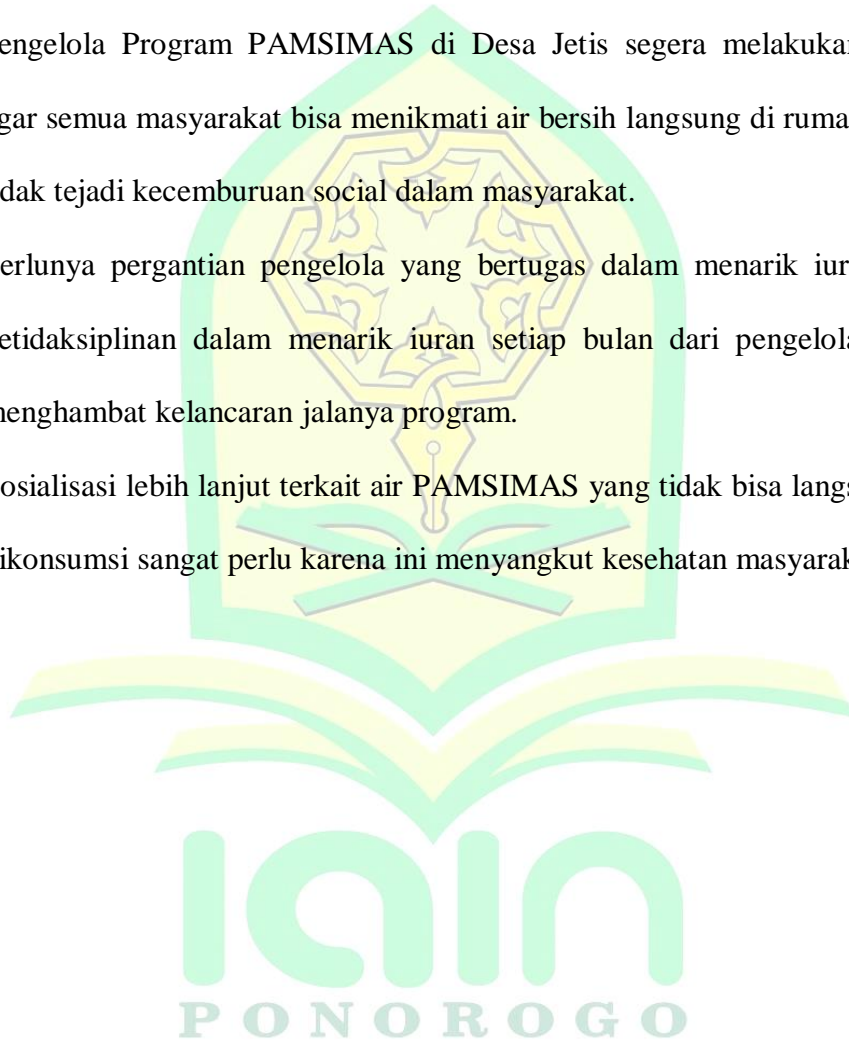 engelola Program PAMSIMAS di Desa Jetis segera melakukan
gar semua masyarakat bisa menikmati air bersih langsung di ruma
dak tejadi kecemburuan social dalam masyarakat.
erlunya pergantian pengelola yang bertugas dalam menarik iur
etidaksiplinan dalam menarik iuran setiap bulan dari pengelola
nenghambat kelancaran jalanya program.
osialisasi lebih lanjut terkait air PAMSIMAS yang tidak bisa langs
ikonsumsi sangat perlu karena ini menyangkut kesehatan masyarak
iain
PONOROGO